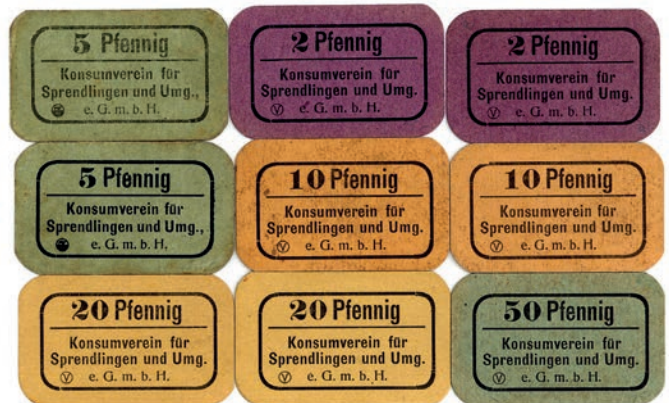 5 Pfennig
Konsumverein für
Sprendlingen und Umg.,
e. G. m. b. H.
2 Pfennig
Konsumverein für
Sprendlingen und Umg.
Ⓥ e. G. m. b. H.
2 Pfennig
Konsumverein für
Sprendlingen und Umg.
Ⓥ e. G. m. b. H.
5 Pfennig
Konsumverein für
Sprendlingen und Umg.,
e. G. m. b. H.
10 Pfennig
Konsumverein für
Sprendlingen und Umg.
Ⓥ e. G. m. b. H.
10 Pfennig
Konsumverein für
Sprendlingen und Umg.
Ⓥ e. G. m. b. H.
20 Pfennig
Konsumverein für
Sprendlingen und Umg.
Ⓥ e. G. m. b. H.
20 Pfennig
Konsumverein für
Sprendlingen und Umg.
Ⓥ e. G. m. b. H.
50 Pfennig
Konsumverein für
Sprendlingen und Umg.
Ⓥ e. G. m. b. H.